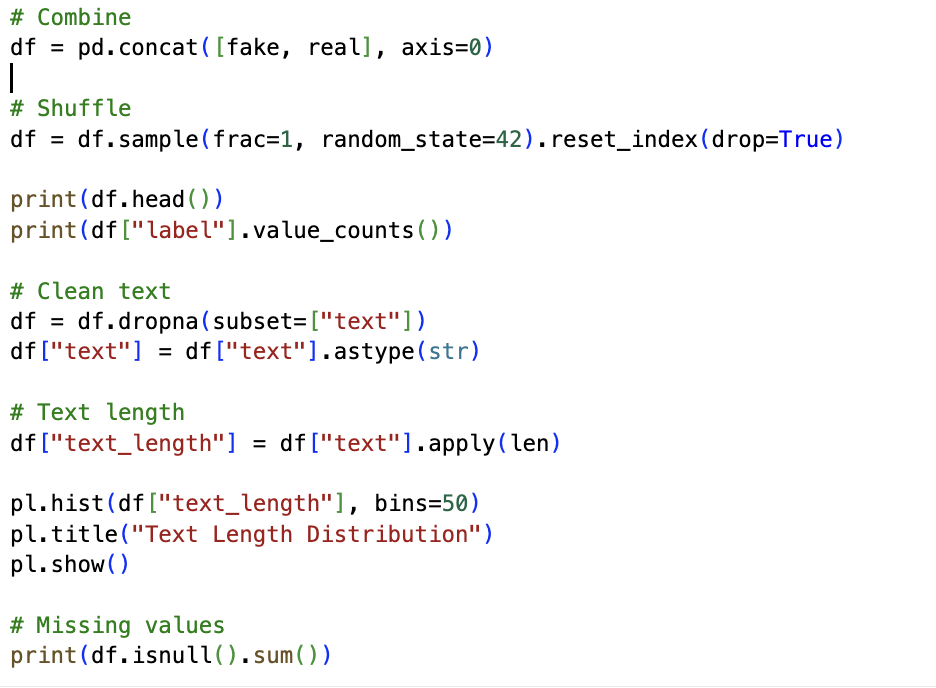 # Combine
df = pd.concat([fake, real], axis=0)
# Shuffle
df = df.sample(frac=1, random_state=42).reset_index(drop=True)
print(df.head())
print(df["label"].value_counts())
# Clean text
df = df.dropna(subset=["text"])
df["text"] = df["text"].astype(str)
# Text length
df["text_length"] = df["text"].apply(len)
pl.hist(df["text_length"], bins=50)
pl.title("Text Length Distribution")
pl.show()
# Missing values
print(df.isnull().sum())